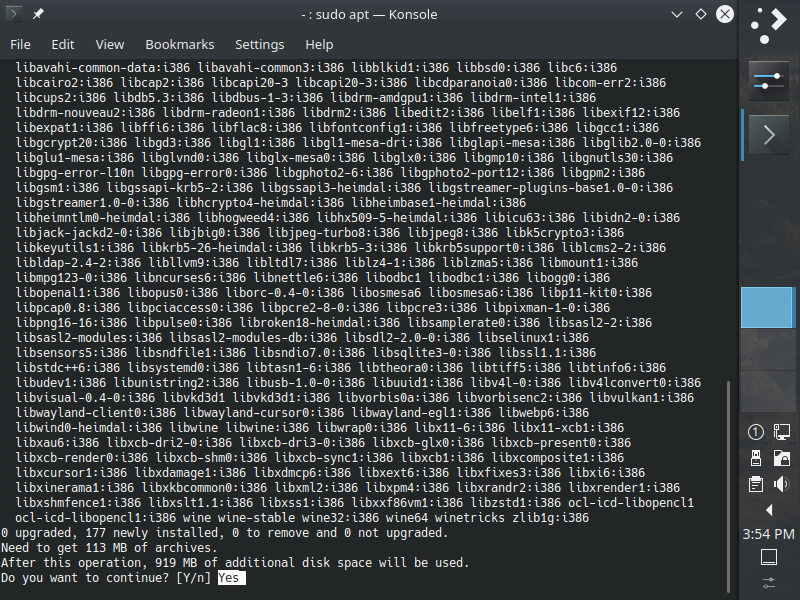 - : sudo apt — Konsole
File Edit View Bookmarks Settings Help
libavahi-common-data:i386 libavahi-common3:i386 libblkid1:i386 libbsd0:i386 libc6:i386
libcairo2:i386 libcap2:i386 libcapi20-3 libcapi20-3:i386 libcdparanoia0:i386 libcom-err2:i386
libcups2:i386 libdb5.3:i386 libdbus-1-3:i386 libdrm-amdgpu1:i386 libdrm-intel1:i386
libdrm-nouveau2:i386 libdrm-radeon1:i386 libdrm2:i386 libedit2:i386 libelf1:i386 libexif12:i386
libexpat1:i386 libffi6:i386 libflac8:i386 libfontconfig1:i386 libfreetype6:i386 libgcc1:i386
libgcrypt20:i386 libgd3:i386 libgl1:i386 libgl1-mesa-dri:i386 libglapi-mesa:i386 libglib2.0-0:i386
libglu1-mesa:i386 libglvnd0:i386 libglx-mesa0:i386 libglx0:i386 libgmp10:i386 libgnutls30:i386
libgpg-error-l10n libgpg-error0:i386 libgphoto2-6:i386 libgphoto2-port12:i386 libgpm2:i386
libgsm1:i386 libgssapi-krb5-2:i386 libgssapi3-heimdal:i386 libgstreamer-plugins-base1.0-0:i386
libgstreamer1.0-0:i386 libhcrypto4-heimdal:i386 libheimbase1-heimdal:i386
libheimntlm0-heimdal:i386 libhogweed4:i386 libhx509-5-heimdal:i386 libicu63:i386 libidn2-0:i386
libjack-jackd2-0:i386 libjbig0:i386 libjpeg-turbo8:i386 libjpeg8:i386 libk5crypto3:i386
libkeyutils1:i386 libkrb5-26-heimdal:i386 libkrb5-3:i386 libkrb5support0:i386 liblcms2-2:i386
libldap-2.4-2:i386 libllvm9:i386 libltdl7:i386 liblz4-1:i386 liblzma5:i386 libmount1:i386
libmpg123-0:i386 libncurses6:i386 libnettle6:i386 libodbc1 libodbc1:i386 libogg0:i386
libopenal1:i386 libopus0:i386 liborc-0.4-0:i386 libosmesa6 libosmesa6:i386 libp11-kit0:i386
libpcap0.8:i386 libpciaccess0:i386 libpcre2-8-0:i386 libpcre3:i386 libpixman-1-0:i386
libpng16-16:i386 libpulse0:i386 libroken18-heimdal:i386 libsamplerate0:i386 libsasl2-2:i386
libsasl2-modules:i386 libsasl2-modules-db:i386 libsdl2-2.0-0:i386 libselinux1:i386
libsensors5:i386 libsndfile1:i386 libsndio7.0:i386 libsqlite3-0:i386 libssl1.1:i386
libstdc++6:i386 libsystemd0:i386 libtasn1-6:i386 libtheora0:i386 libtiff5:i386 libtinfo6:i386
libudev1:i386 libunistring2:i386 libusb-1.0-0:i386 libuuid1:i386 libv4l-0:i386 libv4lconvert0:i386
libvisual-0.4-0:i386 libvkd3d1 libvkd3d1:i386 libvorbis0a:i386 libvorbisenc2:i386 libvulkan1:i386
libwayland-client0:i386 libwayland-cursor0:i386 libwayland-egl1:i386 libwebp6:i386
libwind0-heimdal:i386 libwine libwine:i386 libwrap0:i386 libx11-6:i386 libx11-xcb1:i386
libxau6:i386 libxcb-dri2-0:i386 libxcb-dri3-0:i386 libxcb-glx0:i386 libxcb-present0:i386
libxcb-render0:i386 libxcb-shm0:i386 libxcb-sync1:i386 libxcb1:i386 libxcomposite1:i386
libxcursor1:i386 libxdamage1:i386 libxdmcp6:i386 libxext6:i386 libxfixes3:i386 libxi6:i386
libxinerama1:i386 libxkbcommon0:i386 libxml2:i386 libxpm4:i386 libxrandr2:i386 libxrender1:i386
libxshmfence1:i386 libxslt1.1:i386 libxss1:i386 libxxf86vm1:i386 libzstd1:i386 ocl-icd-libopencl1
ocl-icd-libopencl1:i386 wine wine-stable wine32:i386 wine64 winetricks zlib1g:i386
0 upgraded, 177 newly installed, 0 to remove and 0 not upgraded.
Need to get 113 MB of archives.
After this operation, 919 MB of additional disk space will be used.
Do you want to continue? [Y/n] Yes
1
3:54 PM